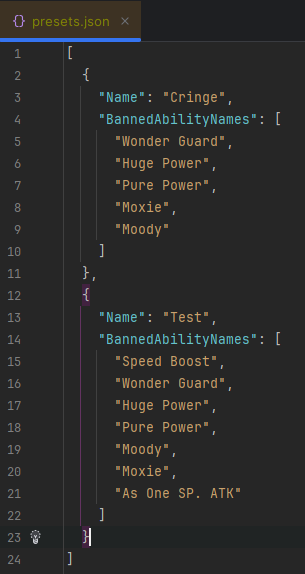 {} presets.json ×
1 [
2 {
3 "Name": "Cringe",
4 "BannedAbilityNames": [
5 "Wonder Guard",
6 "Huge Power",
7 "Pure Power",
8 "Moxie",
9 "Moody"
10 ]
11 },
12 {
13 "Name": "Test",
14 "BannedAbilityNames": [
15 "Speed Boost",
16 "Wonder Guard",
17 "Huge Power",
18 "Pure Power",
19 "Moody",
20 "Moxie",
21 "As One SP. ATK"
22 ]
23 }
24 ]